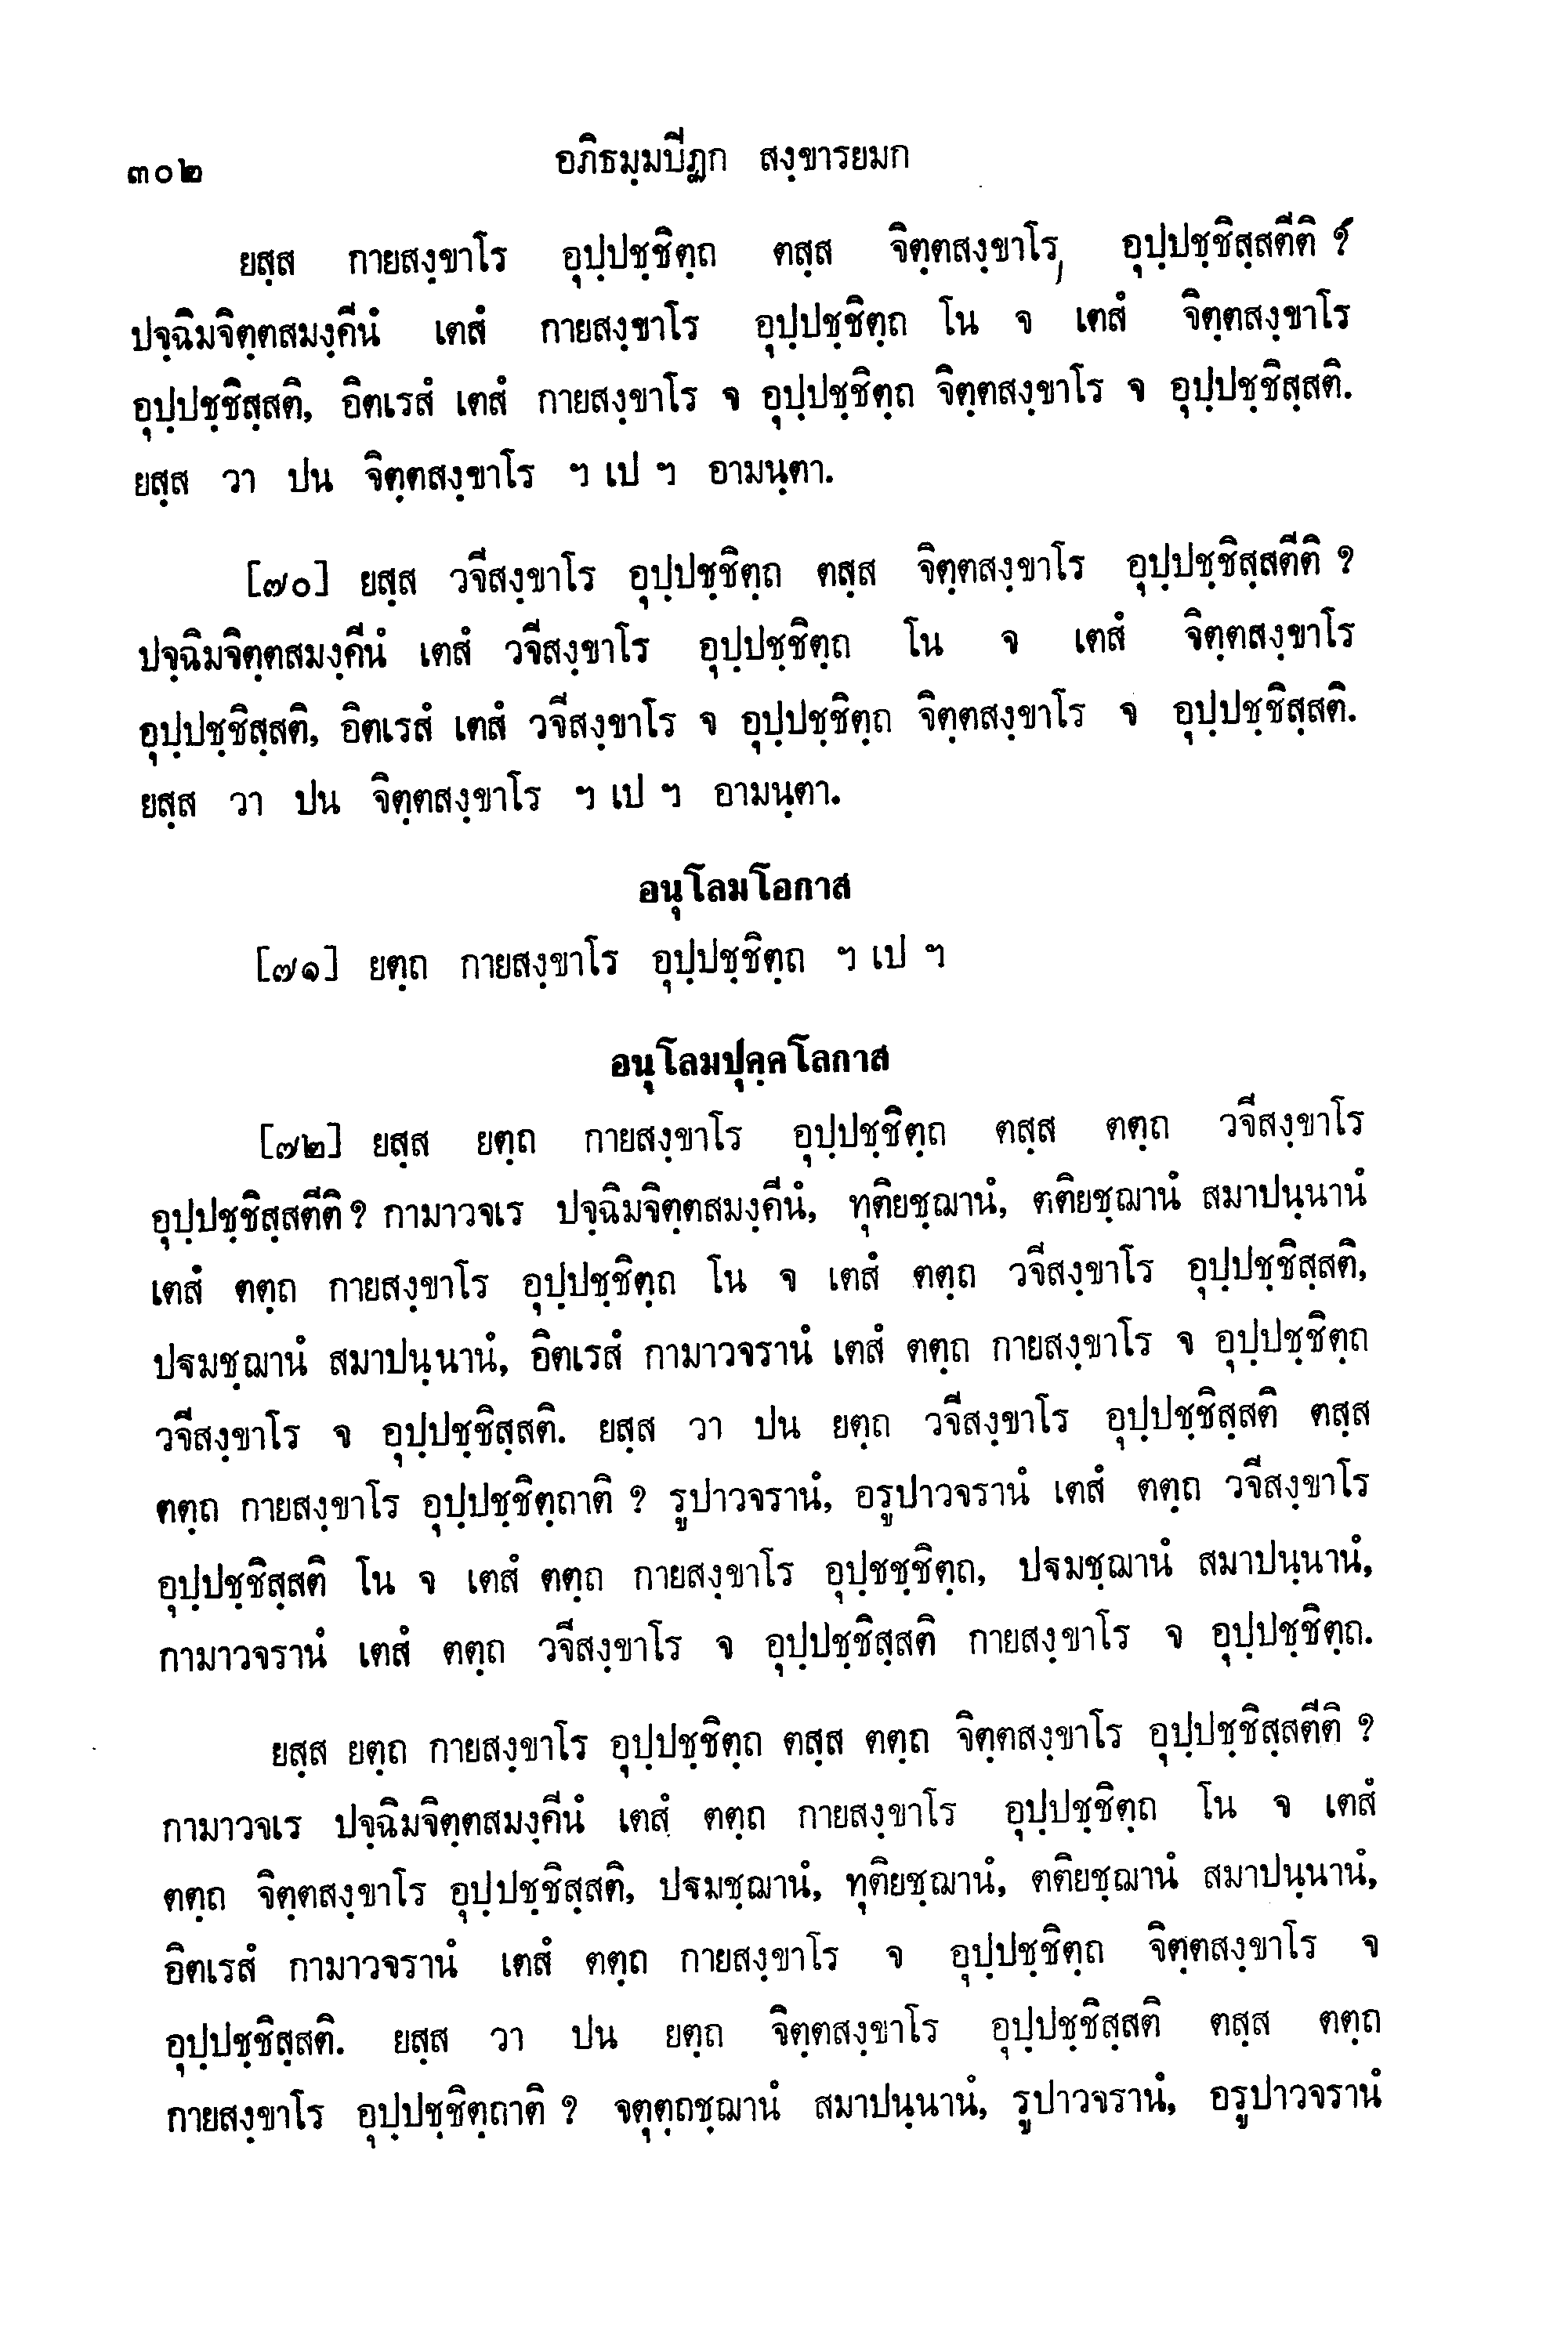 ๓๐๒ อภิธมฺมปีฏก สงฺขารยมก
ยสฺส กายสงฺขาโร อุปฺปชฺชิตฺถ ตสฺส จิตฺตสงฺขาโร, อุปฺปชฺชิสฺสตีติ ?
ปจฺฉิมจิตฺตสมงฺคีนํ เตสํ กายสงฺขาโร อุปฺปชฺชิตฺถ โน จ เตสํ จิตฺตสงฺขาโร
อุปฺปชฺชิสฺสติ, อิตเรสํ เตสํ กายสงฺขาโร จ อุปฺปชฺชิตฺถ จิตฺตสงฺขาโร จ อุปฺปชฺชิสฺสติ.
ยสฺส วา ปน จิตฺตสงฺขาโร ฯ เป ฯ อามนฺตา.
[๗๐] ยสฺส วจีสงฺขาโร อุปฺปชฺชิตฺถ ตสฺส จิตฺตสงฺขาโร อุปฺปชฺชิสฺสตีติ ?
ปจฺฉิมจิตฺตสมงฺคีนํ เตสํ วจีสงฺขาโร อุปฺปชฺชิตฺถ โน จ เตสํ จิตฺตสงฺขาโร
อุปฺปชฺชิสฺสติ, อิตเรสํ เตสํ วจีสงฺขาโร จ อุปฺปชฺชิตฺถ จิตฺตสงฺขาโร จ อุปฺปชฺชิสฺสติ.
ยสฺส วา ปน จิตฺตสงฺขาโร ฯ เป ฯ อามนฺตา.
อนุโลมโอกาส
[๗๑] ยตฺถ กายสงฺขาโร อุปฺปชฺชิตฺถ ฯ เป ฯ
อนุโลมปุคฺคโลกาส
[๗๒] ยสฺส ยตฺถ กายสงฺขาโร อุปฺปชฺชิตฺถ ตสฺส ตตฺถ วจีสงฺขาโร
อุปฺปชฺชิสฺสตีติ ? กามาวจเร ปจฺฉิมจิตฺตสมงฺคีนํ, ทุติยชฺฌานํ, ตติยชฺฌานํ สมาปนฺนานํ
เตสํ ตตฺถ กายสงฺขาโร อุปฺปชฺชิตฺถ โน จ เตสํ ตตฺถ วจีสงฺขาโร อุปฺปชฺชิสฺสติ,
ปฐมชฺฌานํ สมาปนฺนานํ, อิตเรสํ กามาวจรานํ เตสํ ตตฺถ กายสงฺขาโร จ อุปฺปชฺชิตฺถ
วจีสงฺขาโร จ อุปฺปชฺชิสฺสติ. ยสฺส วา ปน ยตฺถ วจีสงฺขาโร อุปฺปชฺชิสฺสติ ตสฺส
ตตฺถ กายสงฺขาโร อุปฺปชฺชิตฺถาติ ? รูปาวจรานํ, อรูปาวจรานํ เตสํ ตตฺถ วจีสงฺขาโร
อุปฺปชฺชิสฺสติ โน จ เตสํ ตตฺถ กายสงฺขาโร อุปฺชชฺชิตฺถ, ปฐมชฺฌานํ สมาปนฺนานํ,
กามาวจรานํ เตสํ ตตฺถ วจีสงฺขาโร จ อุปฺปชฺชิสฺสติ กายสงฺขาโร จ อุปฺปชฺชิตฺถ.
ยสฺส ยตฺถ กายสงฺขาโร อุปฺปชฺชิตฺถ ตสฺส ตตฺถ จิตฺตสงฺขาโร อุปฺปชฺชิสฺสตีติ ?
กามาวจเร ปจฺฉิมจิตฺตสมงฺคีนํ เตสํ ตตฺถ กายสงฺขาโร อุปฺปชฺชิตฺถ โน จ เตสํ
ตตฺถ จิตฺตสงฺขาโร อุปฺปชฺชิสฺสติ, ปฐมชฺฌานํ, ทุติยชฺฌานํ, ตติยชฺฌานํ สมาปนฺนานํ,
อิตเรสํ กามาวจรานํ เตสํ ตตฺถ กายสงฺขาโร จ อุปฺปชฺชิตฺถ จิตฺตสงฺขาโร จ
อุปฺปชฺชิสฺสติ. ยสฺส วา ปน ยตฺถ จิตฺตสงฺขาโร อุปฺปชฺชิสฺสติ ตสฺส ตตฺถ
กายสงฺขาโร อุปฺปชฺชิตฺถาติ ? จตุตฺถชฺฌานํ สมาปนฺนานํ, รูปาวจรานํ, อรูปาวจรานํ